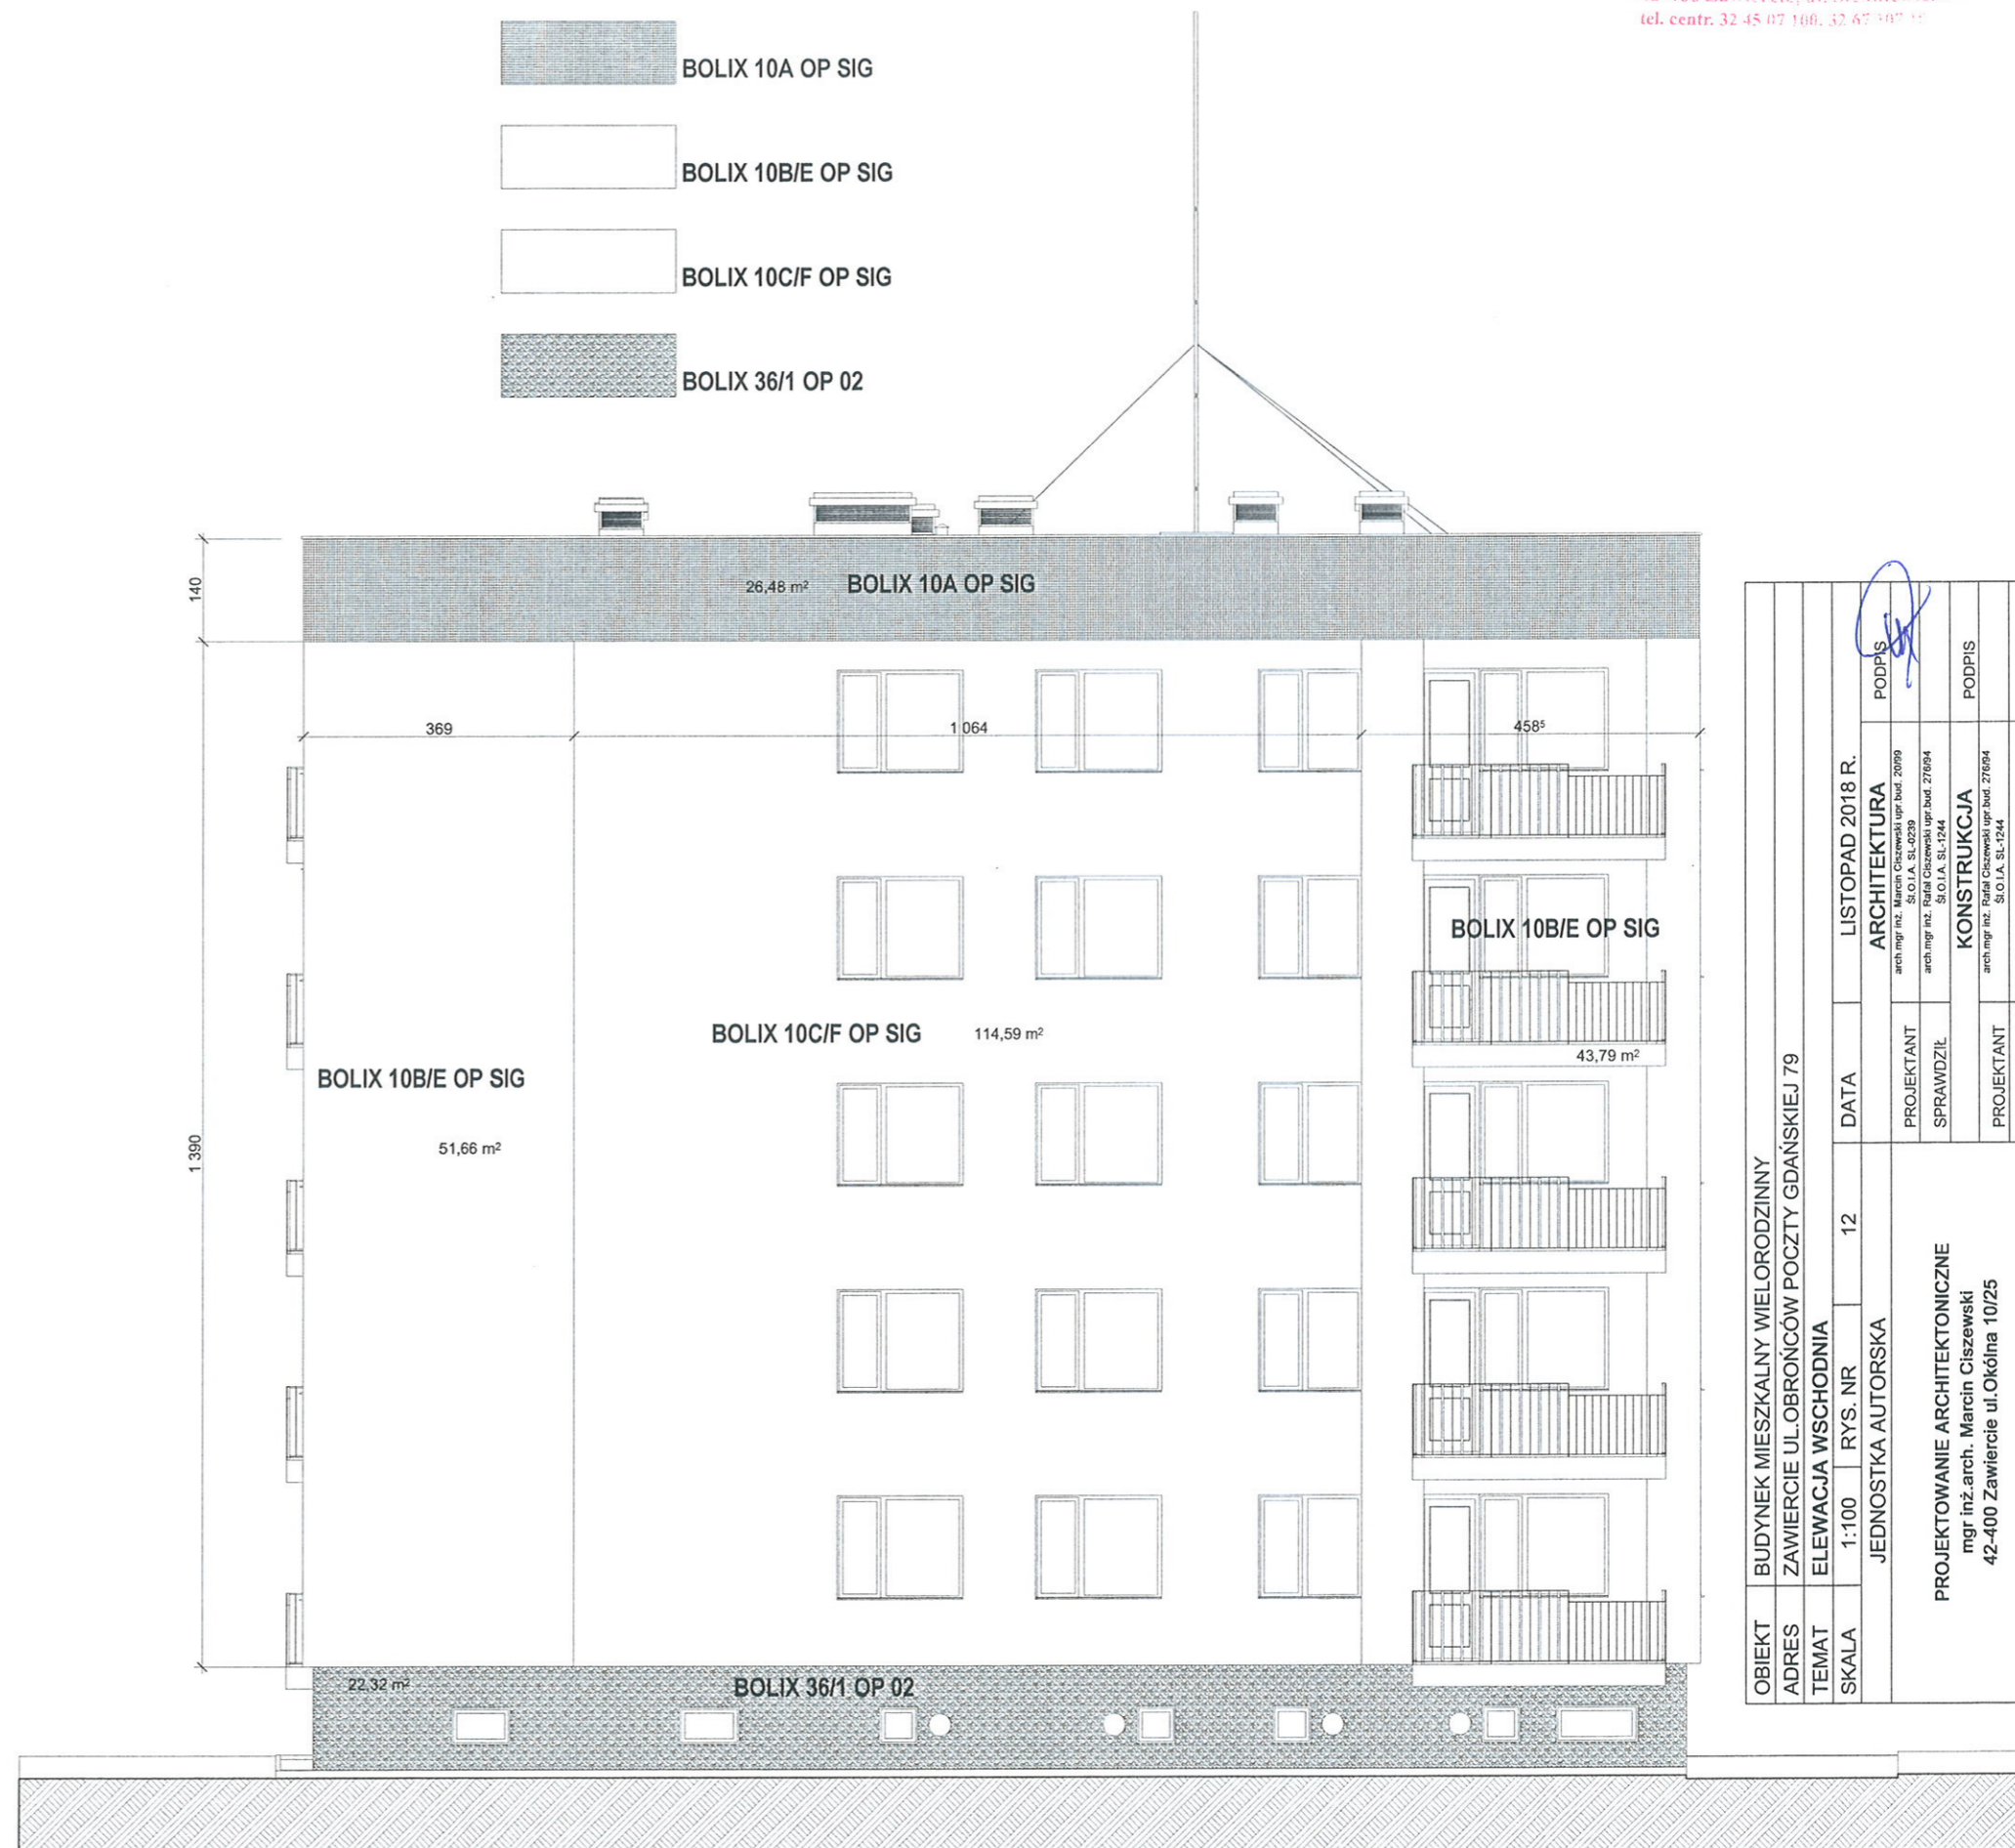 tel. centr. 32 45 07 100, 32 67
BOLIX 10A OP SIG
BOLIX 10B/E OP SIG
BOLIX 10C/F OP SIG
BOLIX 36/1 OP 02
140
26,48 m² BOLIX 10A OP SIG
369
1 064
458⁵
BOLIX 10B/E OP SIG
BOLIX 10C/F OP SIG 114,59 m²
43,79 m²
BOLIX 10B/E OP SIG
51,66 m²
1 390
22,32 m²
BOLIX 36/1 OP 02
OBIEKT BUDYNEK MIESZKALNY WIELORODZINNY
ADRES ZAWIERCIE UL.OBROŃCÓW POCZTY GDAŃSKIEJ 79
TEMAT ELEWACJA WSCHODNIA
SKALA 1:100 RYS. NR 12 DATA LISTOPAD 2018 R.
JEDNOSTKA AUTORSKA
ARCHITEKTURA PODPIS
PROJEKTANT arch.mgr inż. Marcin Ciszewski upr.bud. 20/99
Śl.O.I.A. SL-0239
SPRAWDZIŁ arch.mgr inż. Rafał Ciszewski upr.bud. 276/94
Śl.O.I.A. SL-1244
KONSTRUKCJA PODPIS
PROJEKTANT arch.mgr inż. Rafał Ciszewski upr.bud. 276/94
Śl.O.I.A. SL-1244
PROJEKTOWANIE ARCHITEKTONICZNE
mgr inż.arch. Marcin Ciszewski
42-400 Zawiercie ul.Okólna 10/25